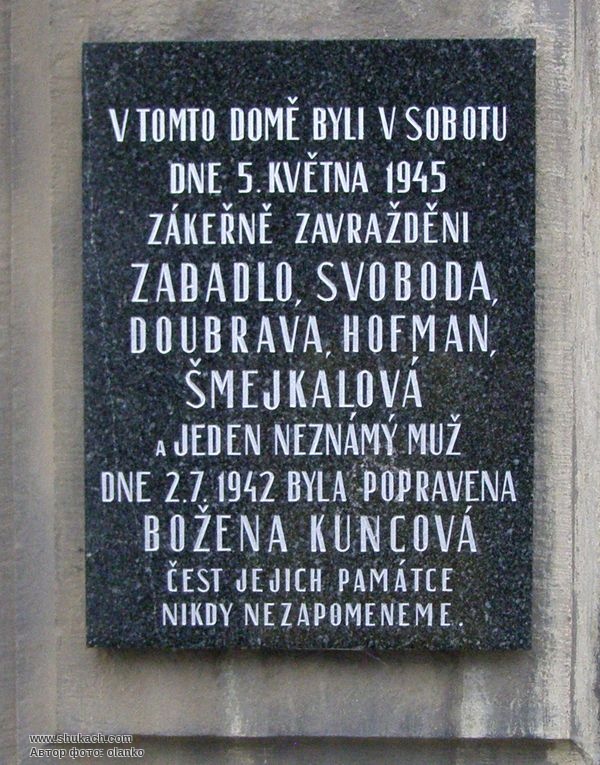 V TOMTO DOMĚ BYLI V SOBOTU
DNE 5. KVĚTNA 1945
ZÁKEŘNĚ ZAVRAŽDĚNI
ZAĐADLO, SVOBODA,
DOUBRAVA, HOFMAN,
ŠMEJKALOVÁ
A JEDEN NEZNÁMÝ MUŽ
DNE 2.7. 1942 BYLA POPRAVENA
BOŽENA KUNCOVÁ
ČEST JEJICH PAMÁTCE
NIKDY NEZAPOMENEME.
www.shukach.com
Автор фото: olanko